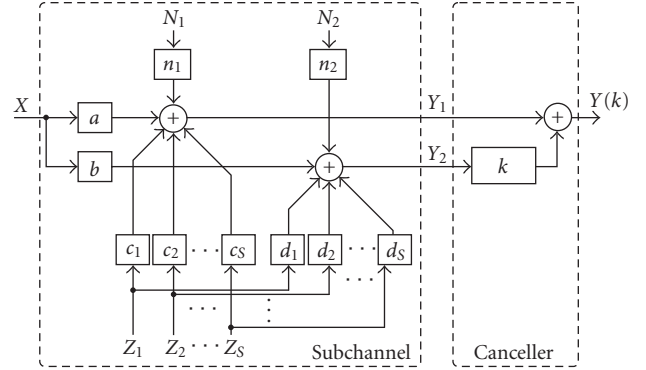 N₁ N₂
n₁ n₂
X Y₁ Y(k)
a +
+
b + Y₂ k
c₁ c₂ ··· c_S d₁ d₂ ··· d_S
···
··· ⋮
Z₁ Z₂ ··· Z_S Subchannel Canceller